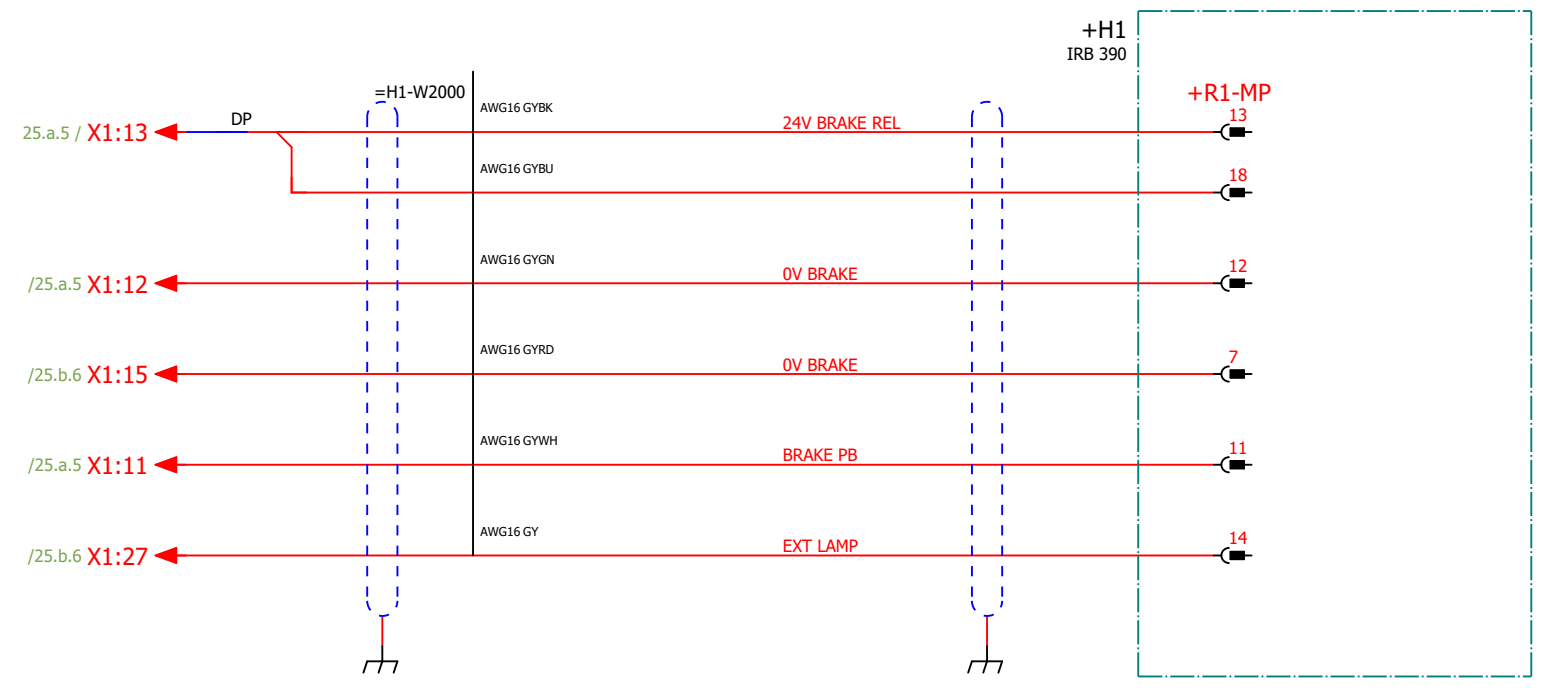 +H1
IRB 390
=H1-W2000
AWG16 GYBK
+R1-MP
25.a.5 / X1:13
DP
24V BRAKE REL
13
AWG16 GYBU
18
/25.a.5 X1:12
AWG16 GYGN
0V BRAKE
12
/25.b.6 X1:15
AWG16 GYRD
0V BRAKE
7
/25.a.5 X1:11
AWG16 GYWH
BRAKE PB
11
/25.b.6 X1:27
AWG16 GY
EXT LAMP
14